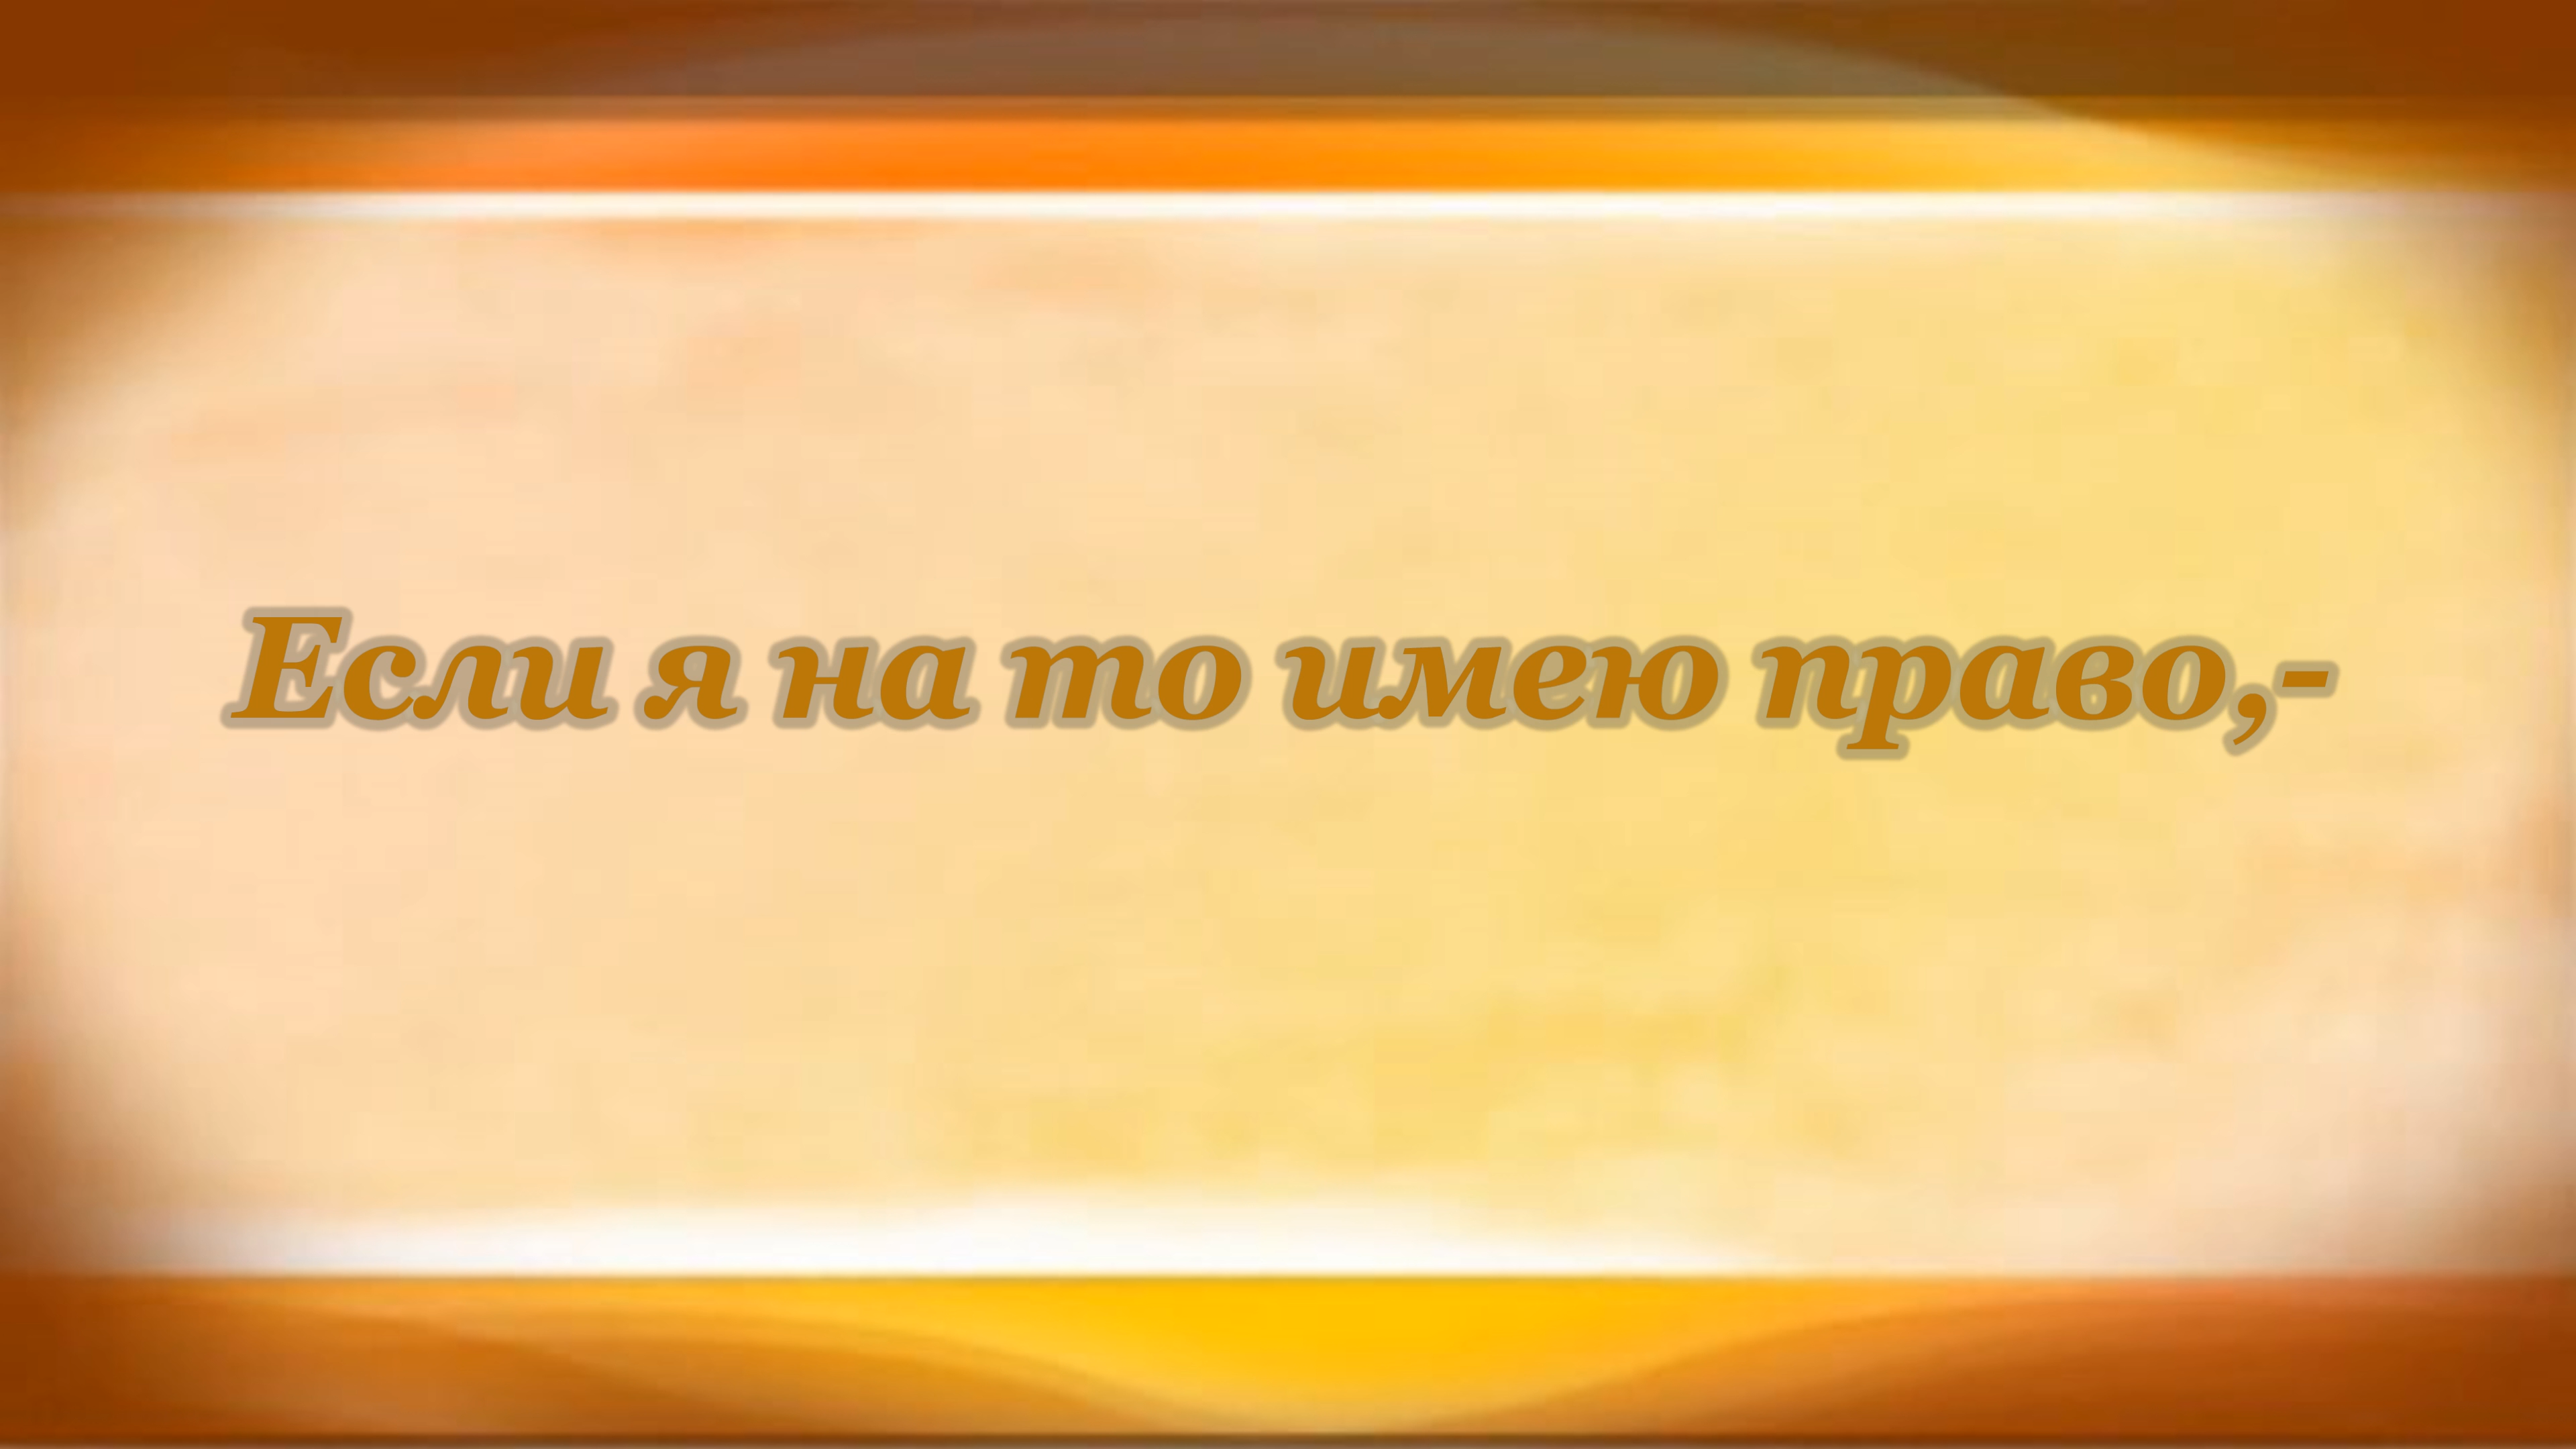 Если я на то имею право,-